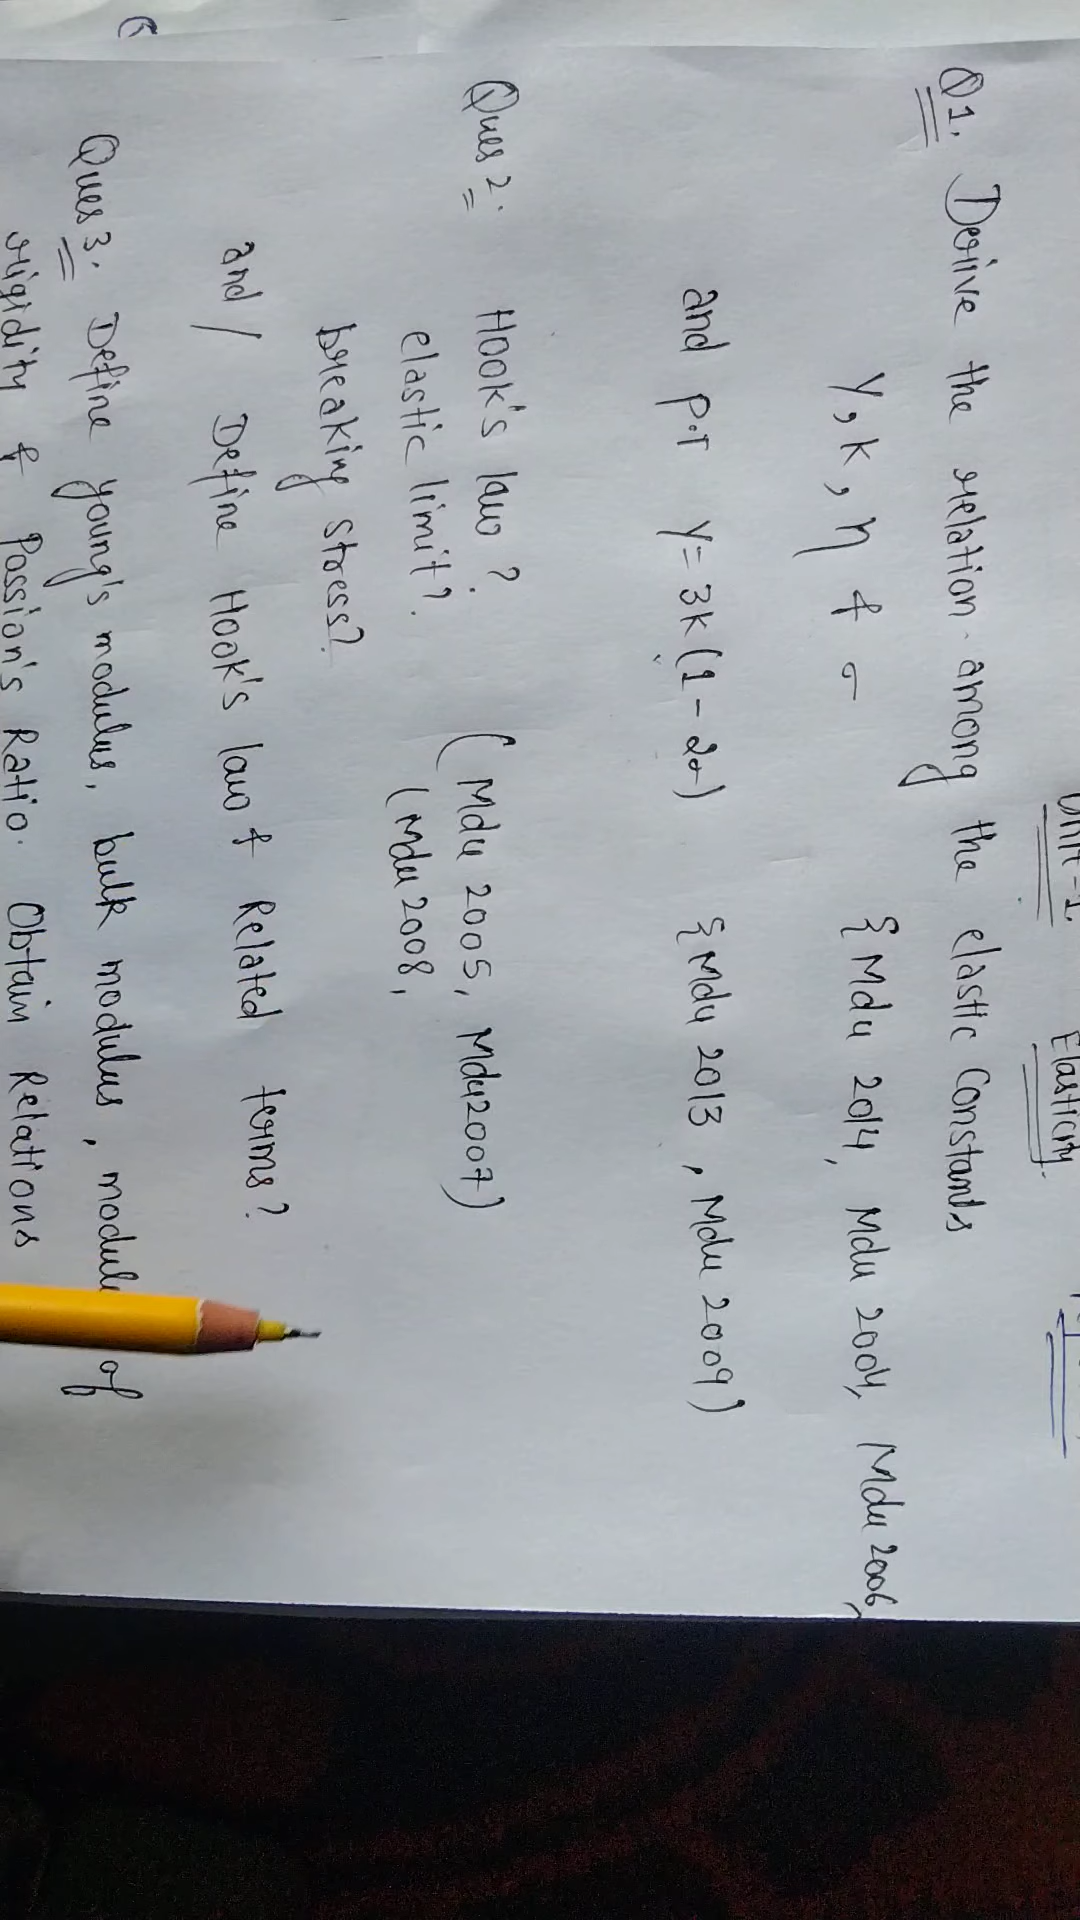 Unit-1. Elasticity.
Q1. Derive the relation among the elastic Constants
Y, K, η & σ {Mdu 2014, Mdu 2004, Mdu 2006,
and P.T Y = 3K (1 - 2σ) {Mdu 2013, Mdu 2009)
Ques 2. Hook's law? (Mdu 2005, Mdu2007)
elastic limit? (Mdu 2008,
breaking stress?
and / Define Hook's law & Related terms?
Ques 3. Define young's modulus, bulk modulus, modulus of
rigidity & Passion's Ratio. Obtain Relations